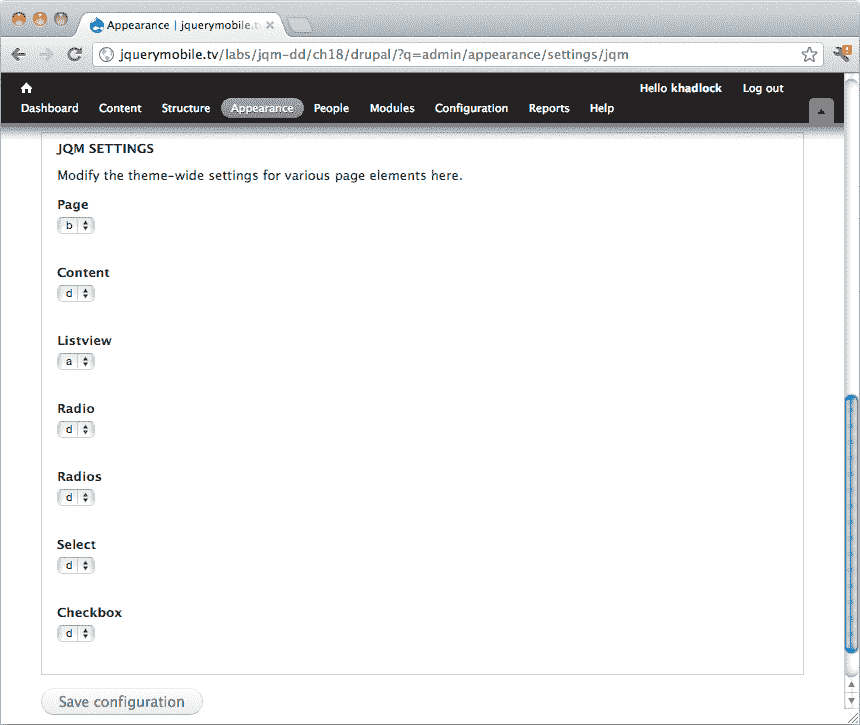 Appearance | jquerymobile.t
jquerymobile.tv/labs/jqm-dd/ch18/drupal/?q=admin/appearance/settings/jqm
Hello khadlock Log out
Dashboard Content Structure Appearance People Modules Configuration Reports Help
JQM SETTINGS
Modify the theme-wide settings for various page elements here.
Page
b
Content
d
Listview
a
Radio
d
Radios
d
Select
d
Checkbox
d
Save configuration